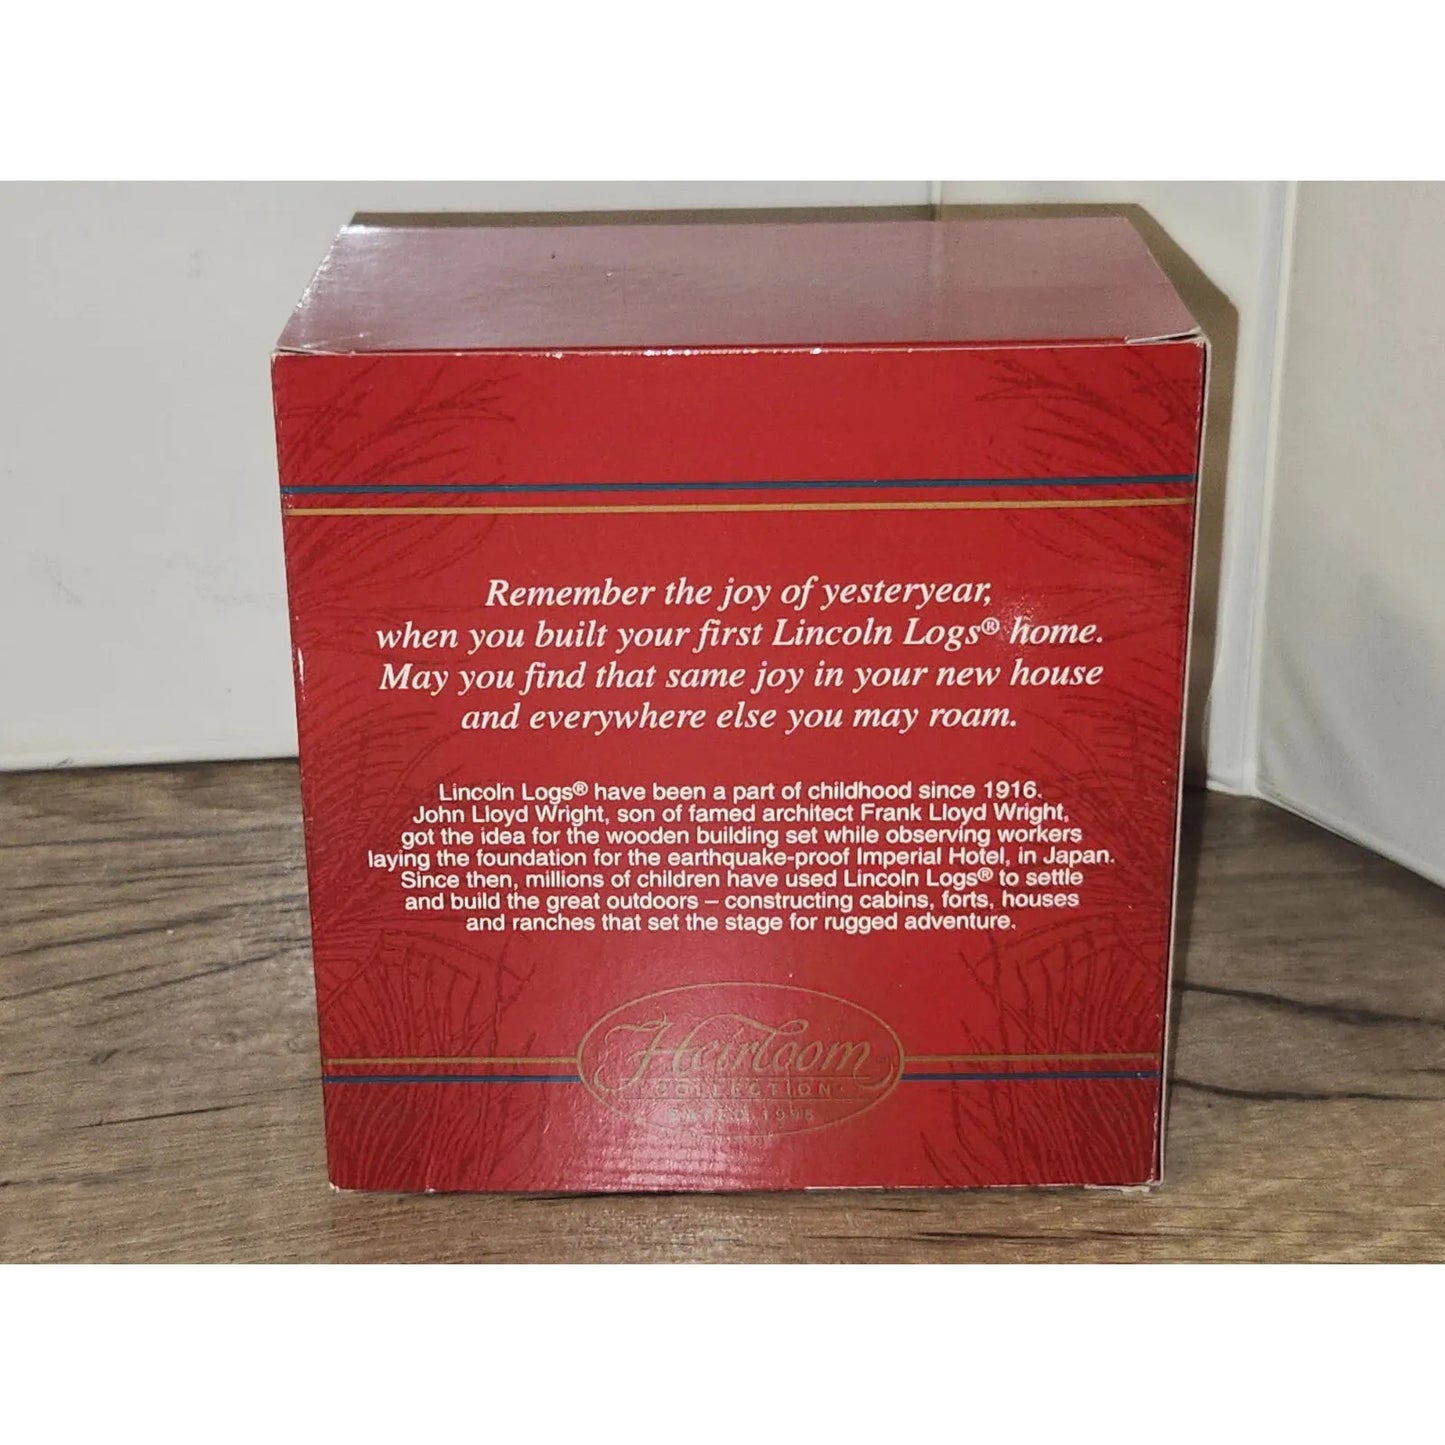 Remember the joy of yesteryear,
when you built your first Lincoln Logs® home.
May you find that same joy in your new house
and everywhere else you may roam.
Lincoln Logs® have been a part of childhood since 1916.
John Lloyd Wright, son of famed architect Frank Lloyd Wright,
got the idea for the wooden building set while observing workers
laying the foundation for the earthquake-proof Imperial Hotel, in Japan.
Since then, millions of children have used Lincoln Logs® to settle
and build the great outdoors – constructing cabins, forts, houses
and ranches that set the stage for rugged adventure.
Heirloom
COLLECTION
1998